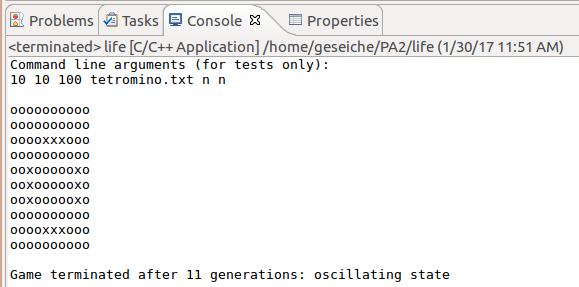 Problems Tasks Console Properties
<terminated> life [C/C++ Application] /home/geseiche/PA2/life (1/30/17 11:51 AM)
Command line arguments (for tests only):
10 10 100 tetromino.txt n n
oooooooooo
oooooooooo
ooooxxxooo
oooooooooo
ooxoooooxo
ooxoooooxo
ooxoooooxo
oooooooooo
ooooxxxooo
oooooooooo
Game terminated after 11 generations: oscillating state